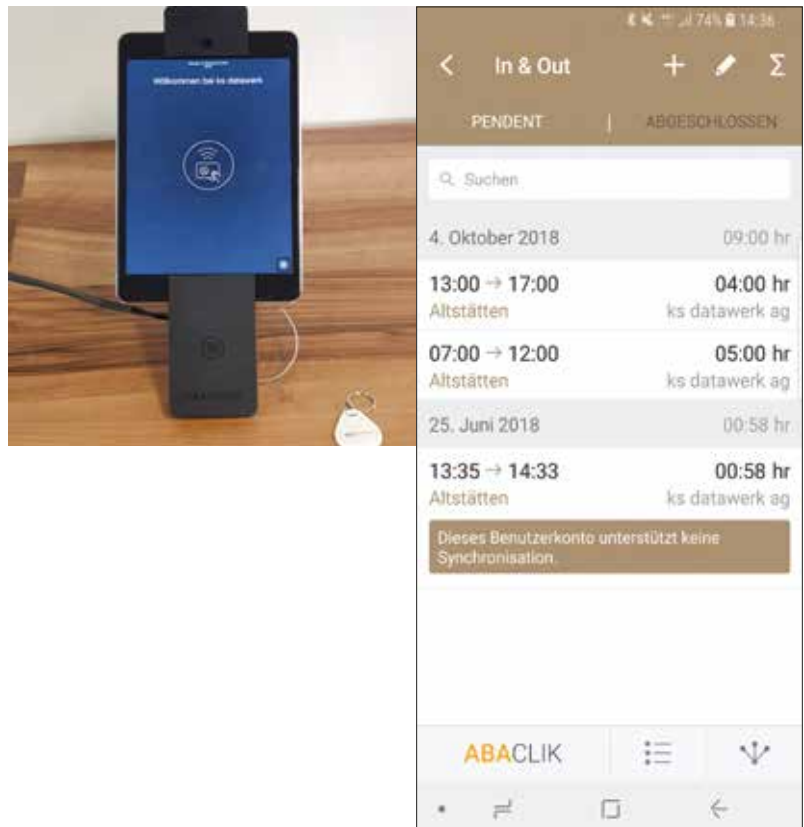 Willkommen bei ks datawerk
74% 14:36
In & Out
PENDENT | ABGESCHLOSSEN
Suchen
4. Oktober 2018 09:00 hr
13:00 → 17:00 04:00 hr
Altstätten ks datawerk ag
07:00 → 12:00 05:00 hr
Altstätten ks datawerk ag
25. Juni 2018 00:58 hr
13:35 → 14:33 00:58 hr
Altstätten ks datawerk ag
Dieses Benutzerkonto unterstützt keine
Synchronisation.
ABACLIK